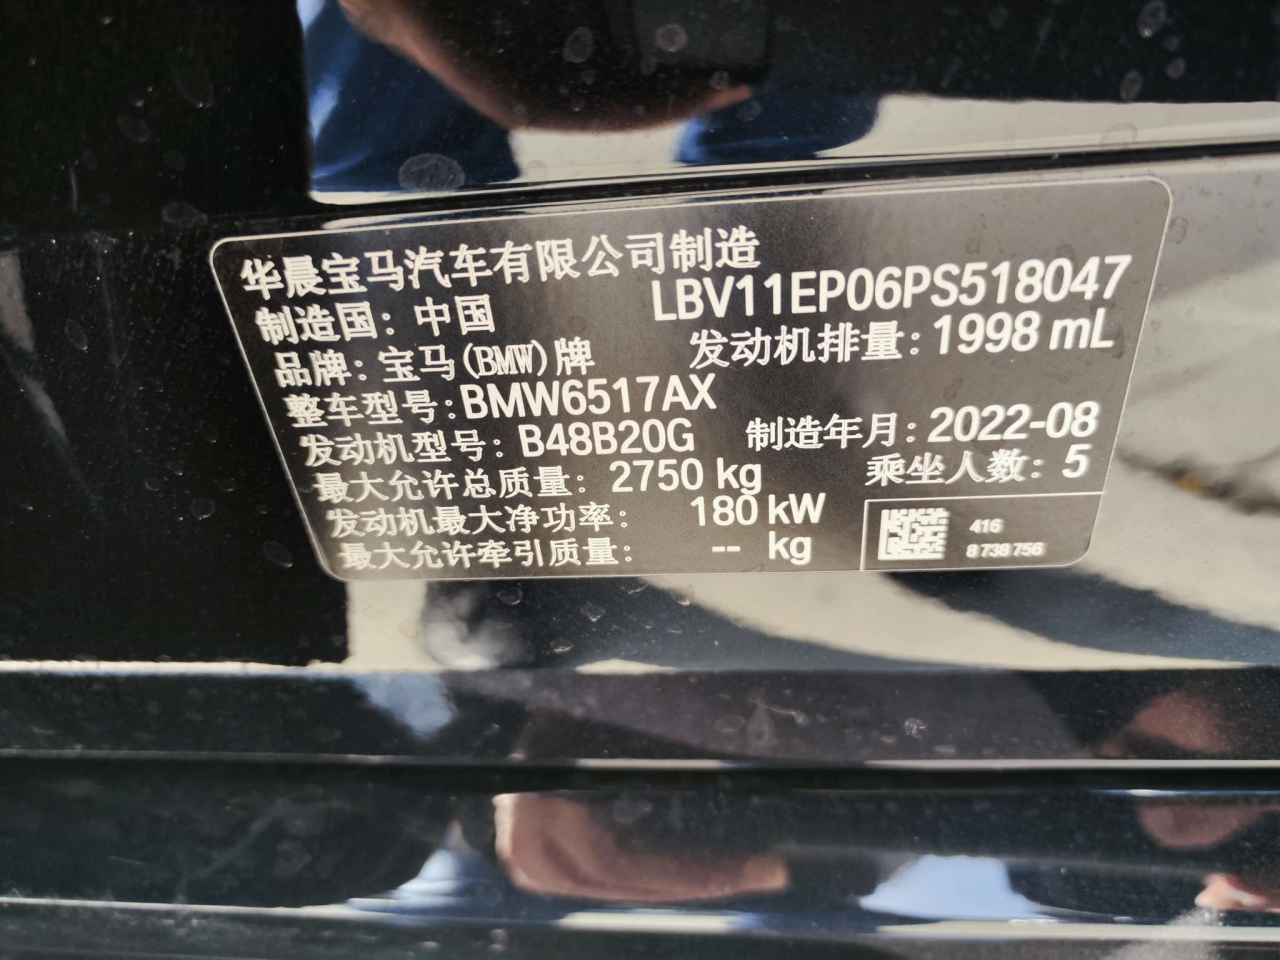 华晨宝马汽车有限公司制造
LBV11EP06PS518047
制造国：中国
发动机排量：1998 mL
品牌：宝马(BMW)牌
整车型号：BMW6517AX
发动机型号：B48B20G
制造年月：2022-08
最大允许总质量：2750 kg
乘坐人数：5
发动机最大净功率：180 kW
最大允许牵引质量：-- kg
416
8738756